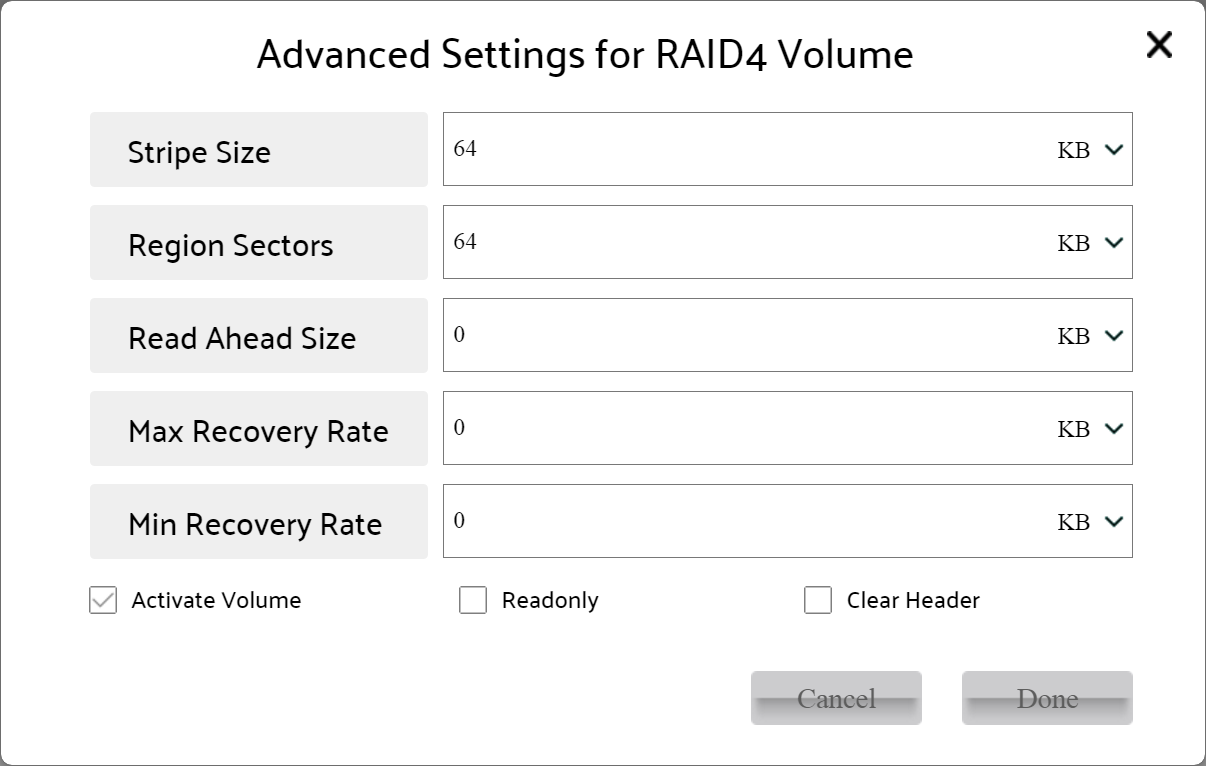 Advanced Settings for RAID4 Volume
Stripe Size 64 KB
Region Sectors 64 KB
Read Ahead Size 0 KB
Max Recovery Rate 0 KB
Min Recovery Rate 0 KB
Activate Volume Readonly Clear Header
Cancel Done